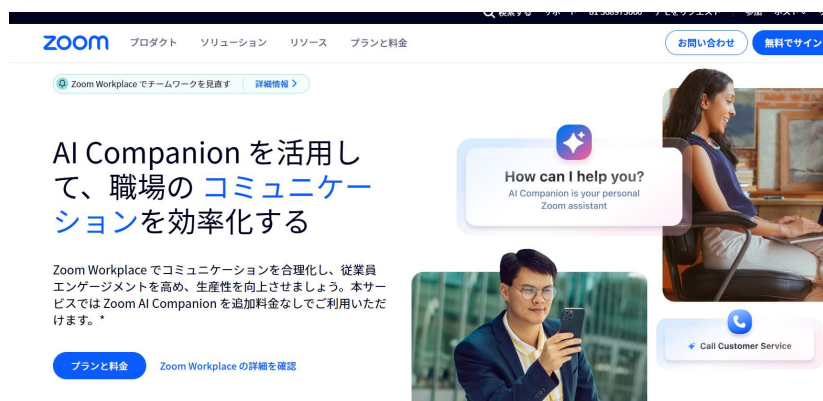 zoom プロダクト ソリューション リソース プランと料金 お問い合わせ 無料でサイン
Zoom Workplace でチームワークを見直す 詳細情報
AI Companion を活用し
て、職場の コミュニケー
ションを効率化する
Zoom Workplace でコミュニケーションを合理化し、従業員
エンゲージメントを高め、生産性を向上させましょう。本サー
ビスでは Zoom AI Companion を追加料金なしでご利用いただ
けます。*
プランと料金 Zoom Workplace の詳細を確認
How can I help you?
AI Companion is your personal
Zoom assistant
Call Customer Service